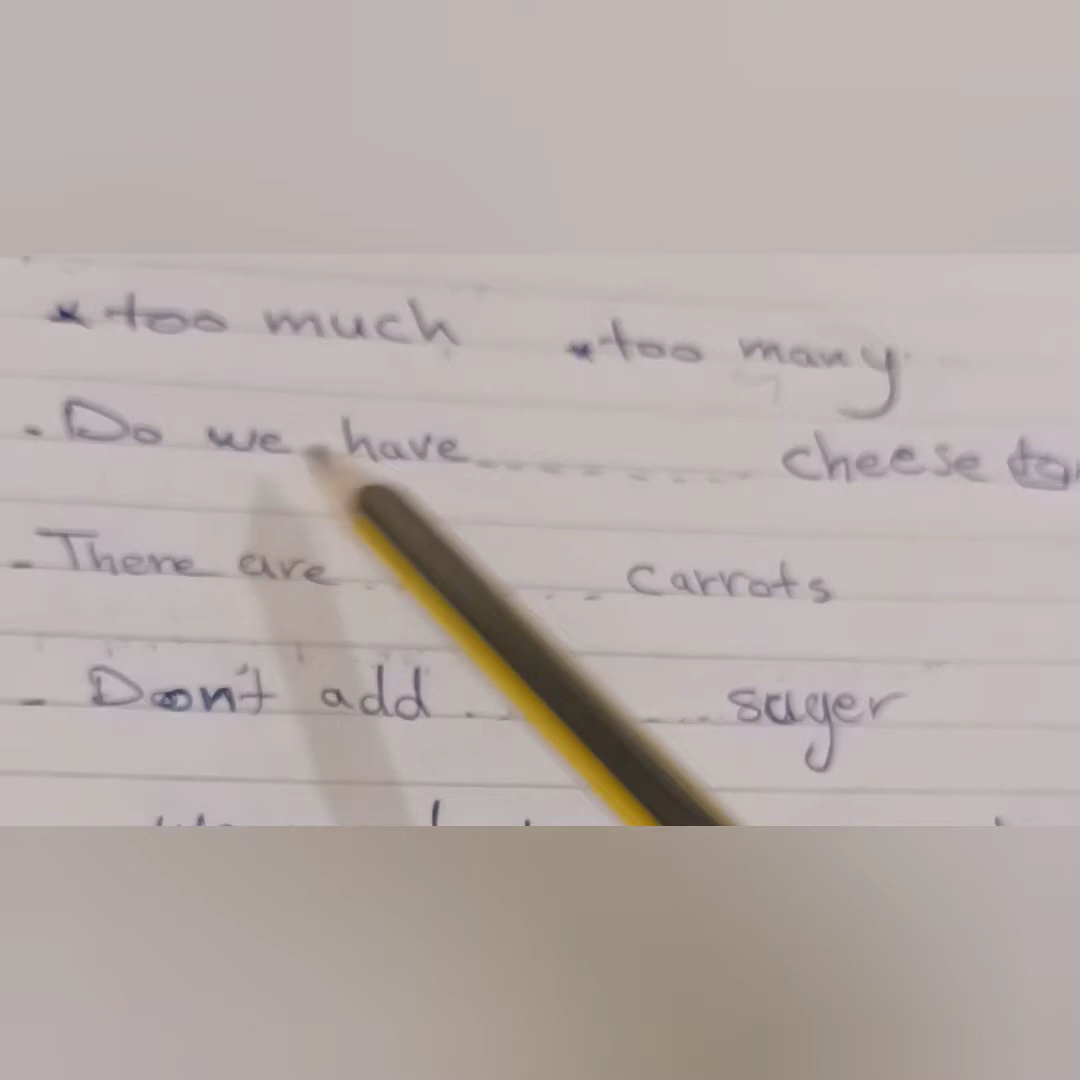 * too much * too many
- Do we have ........... cheese
- There are ........ carrots
- Don't add ........... suger